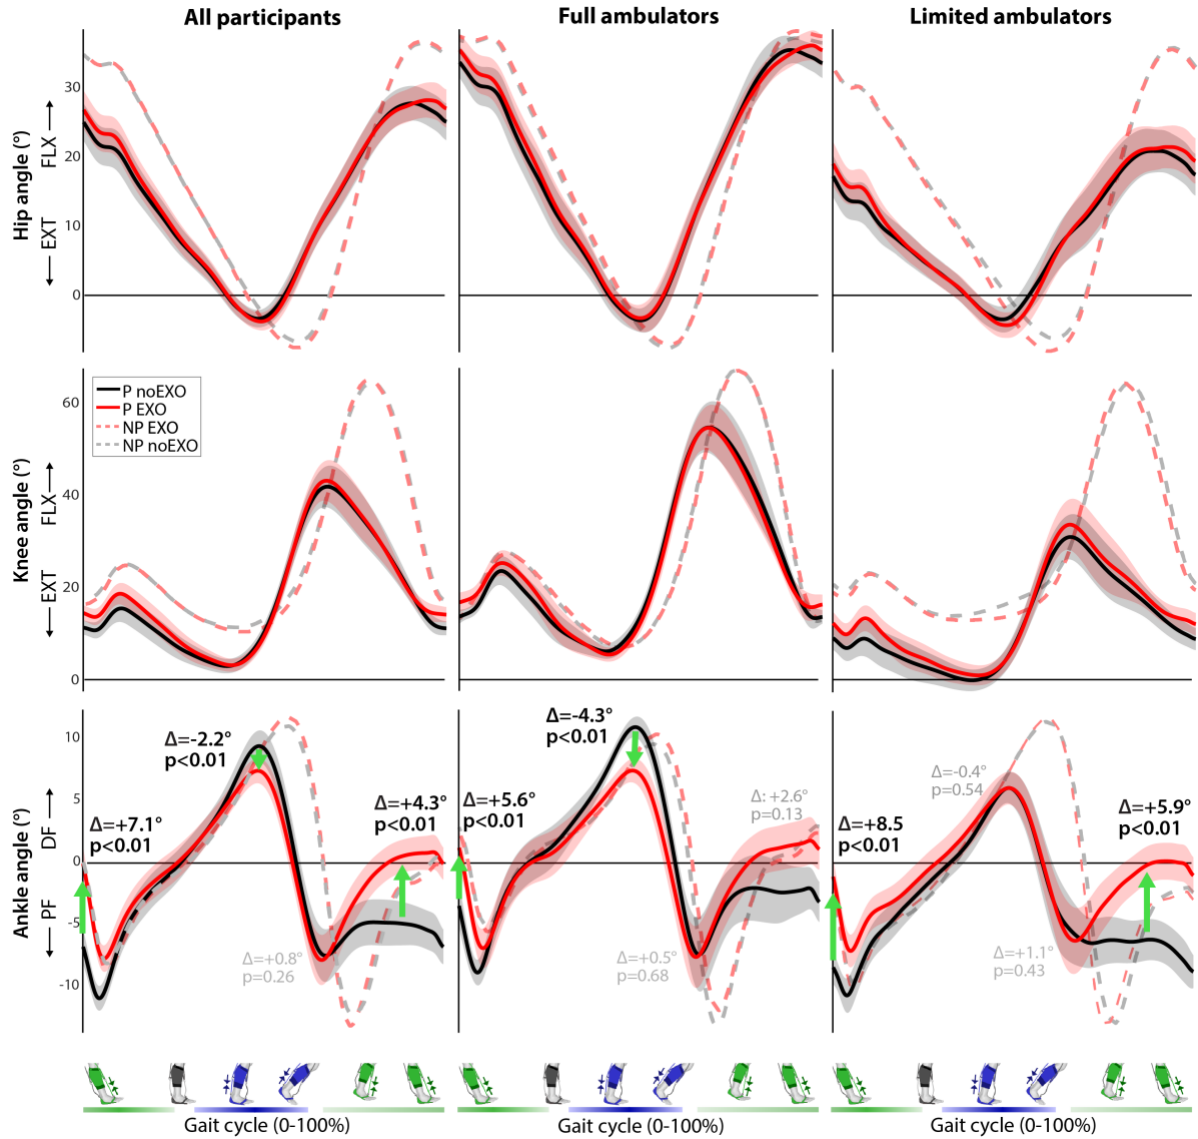 All participants
Full ambulators
Limited ambulators
Hip angle (°)
← EXT
FLX →
30
20
10
0
Knee angle (°)
← EXT
FLX →
60
40
20
0
P noEXO
P EXO
NP EXO
NP noEXO
Ankle angle (°)
← PF
DF →
10
5
0
-5
-10
Δ=-2.2°
p<0.01
Δ=+7.1°
p<0.01
Δ=+4.3°
p<0.01
Δ=+0.8°
p=0.26
Δ=-4.3°
p<0.01
Δ=+5.6°
p<0.01
Δ: +2.6°
p=0.13
Δ=+0.5°
p=0.68
Δ=-0.4°
p=0.54
Δ=+8.5
p<0.01
Δ=+5.9°
p<0.01
Δ=+1.1°
p=0.43
Gait cycle (0-100%)
Gait cycle (0-100%)
Gait cycle (0-100%)